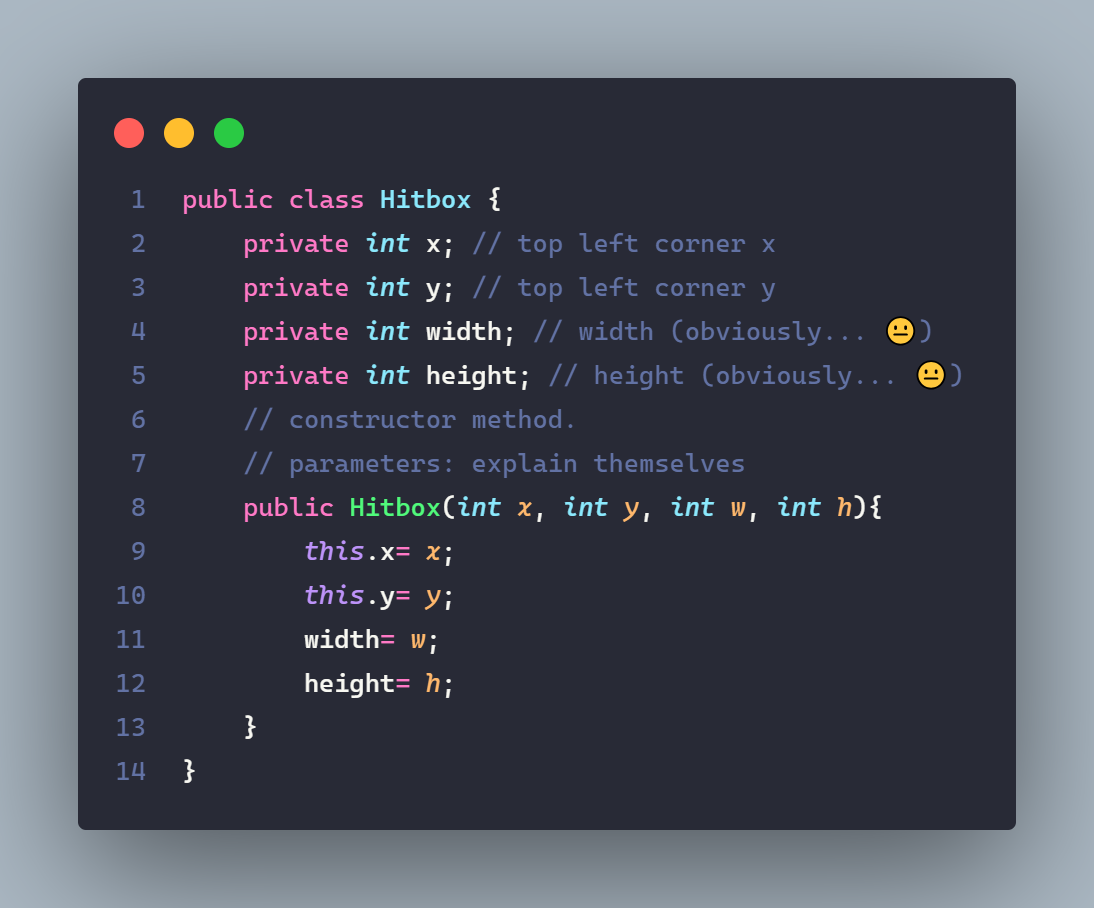 1 public class Hitbox {
2 private int x; // top left corner x
3 private int y; // top left corner y
4 private int width; // width (obviously... 😐)
5 private int height; // height (obviously... 😐)
6 // constructor method.
7 // parameters: explain themselves
8 public Hitbox(int x, int y, int w, int h){
9 this.x= x;
10 this.y= y;
11 width= w;
12 height= h;
13 }
14 }